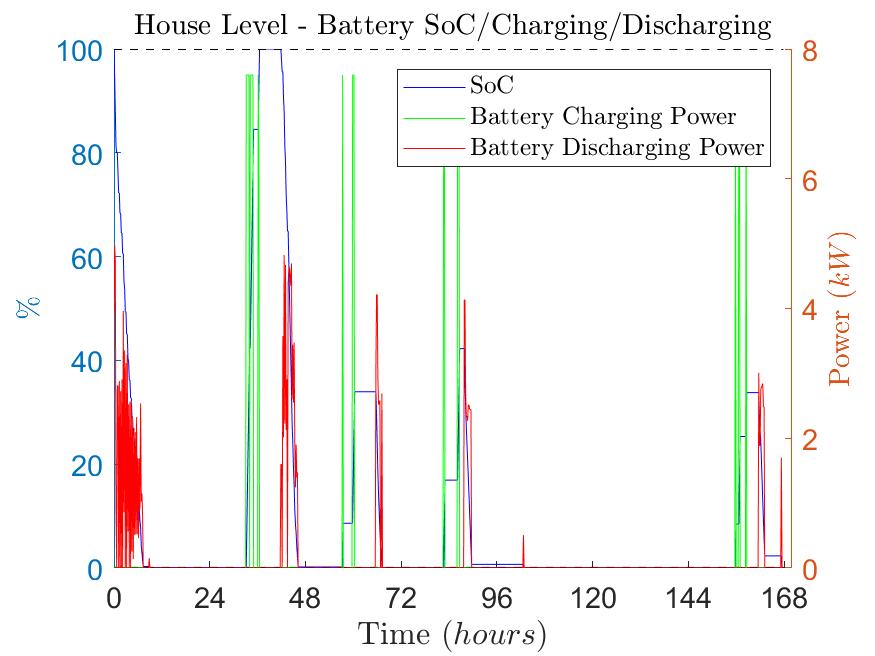 House Level - Battery SoC/Charging/Discharging
100
80
60
40
20
0
%
8
6
4
2
0
Power (kW)
SoC
Battery Charging Power
Battery Discharging Power
0 24 48 72 96 120 144 168
Time (hours)